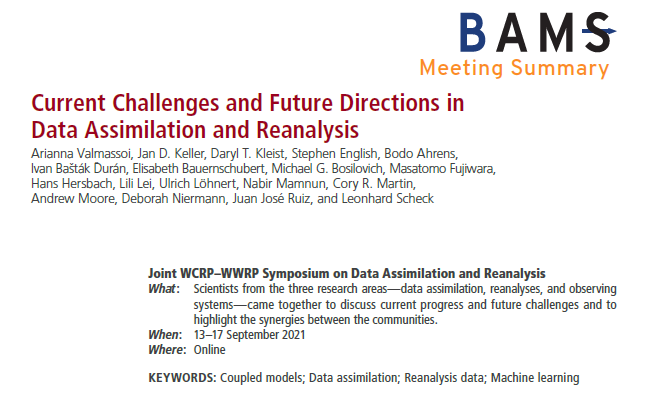 BAMS
Meeting Summary
Current Challenges and Future Directions in
Data Assimilation and Reanalysis
Arianna Valmassoi, Jan D. Keller, Daryl T. Kleist, Stephen English, Bodo Ahrens,
Ivan Bašták Ďurán, Elisabeth Bauernschubert, Michael G. Bosilovich, Masatomo Fujiwara,
Hans Hersbach, Lili Lei, Ulrich Löhnert, Nabir Mamnun, Cory R. Martin,
Andrew Moore, Deborah Niermann, Juan José Ruiz, and Leonhard Scheck
Joint WCRP–WWRP Symposium on Data Assimilation and Reanalysis
What: Scientists from the three research areas—data assimilation, reanalyses, and observing
systems—came together to discuss current progress and future challenges and to
highlight the synergies between the communities.
When: 13–17 September 2021
Where: Online
KEYWORDS: Coupled models; Data assimilation; Reanalysis data; Machine learning